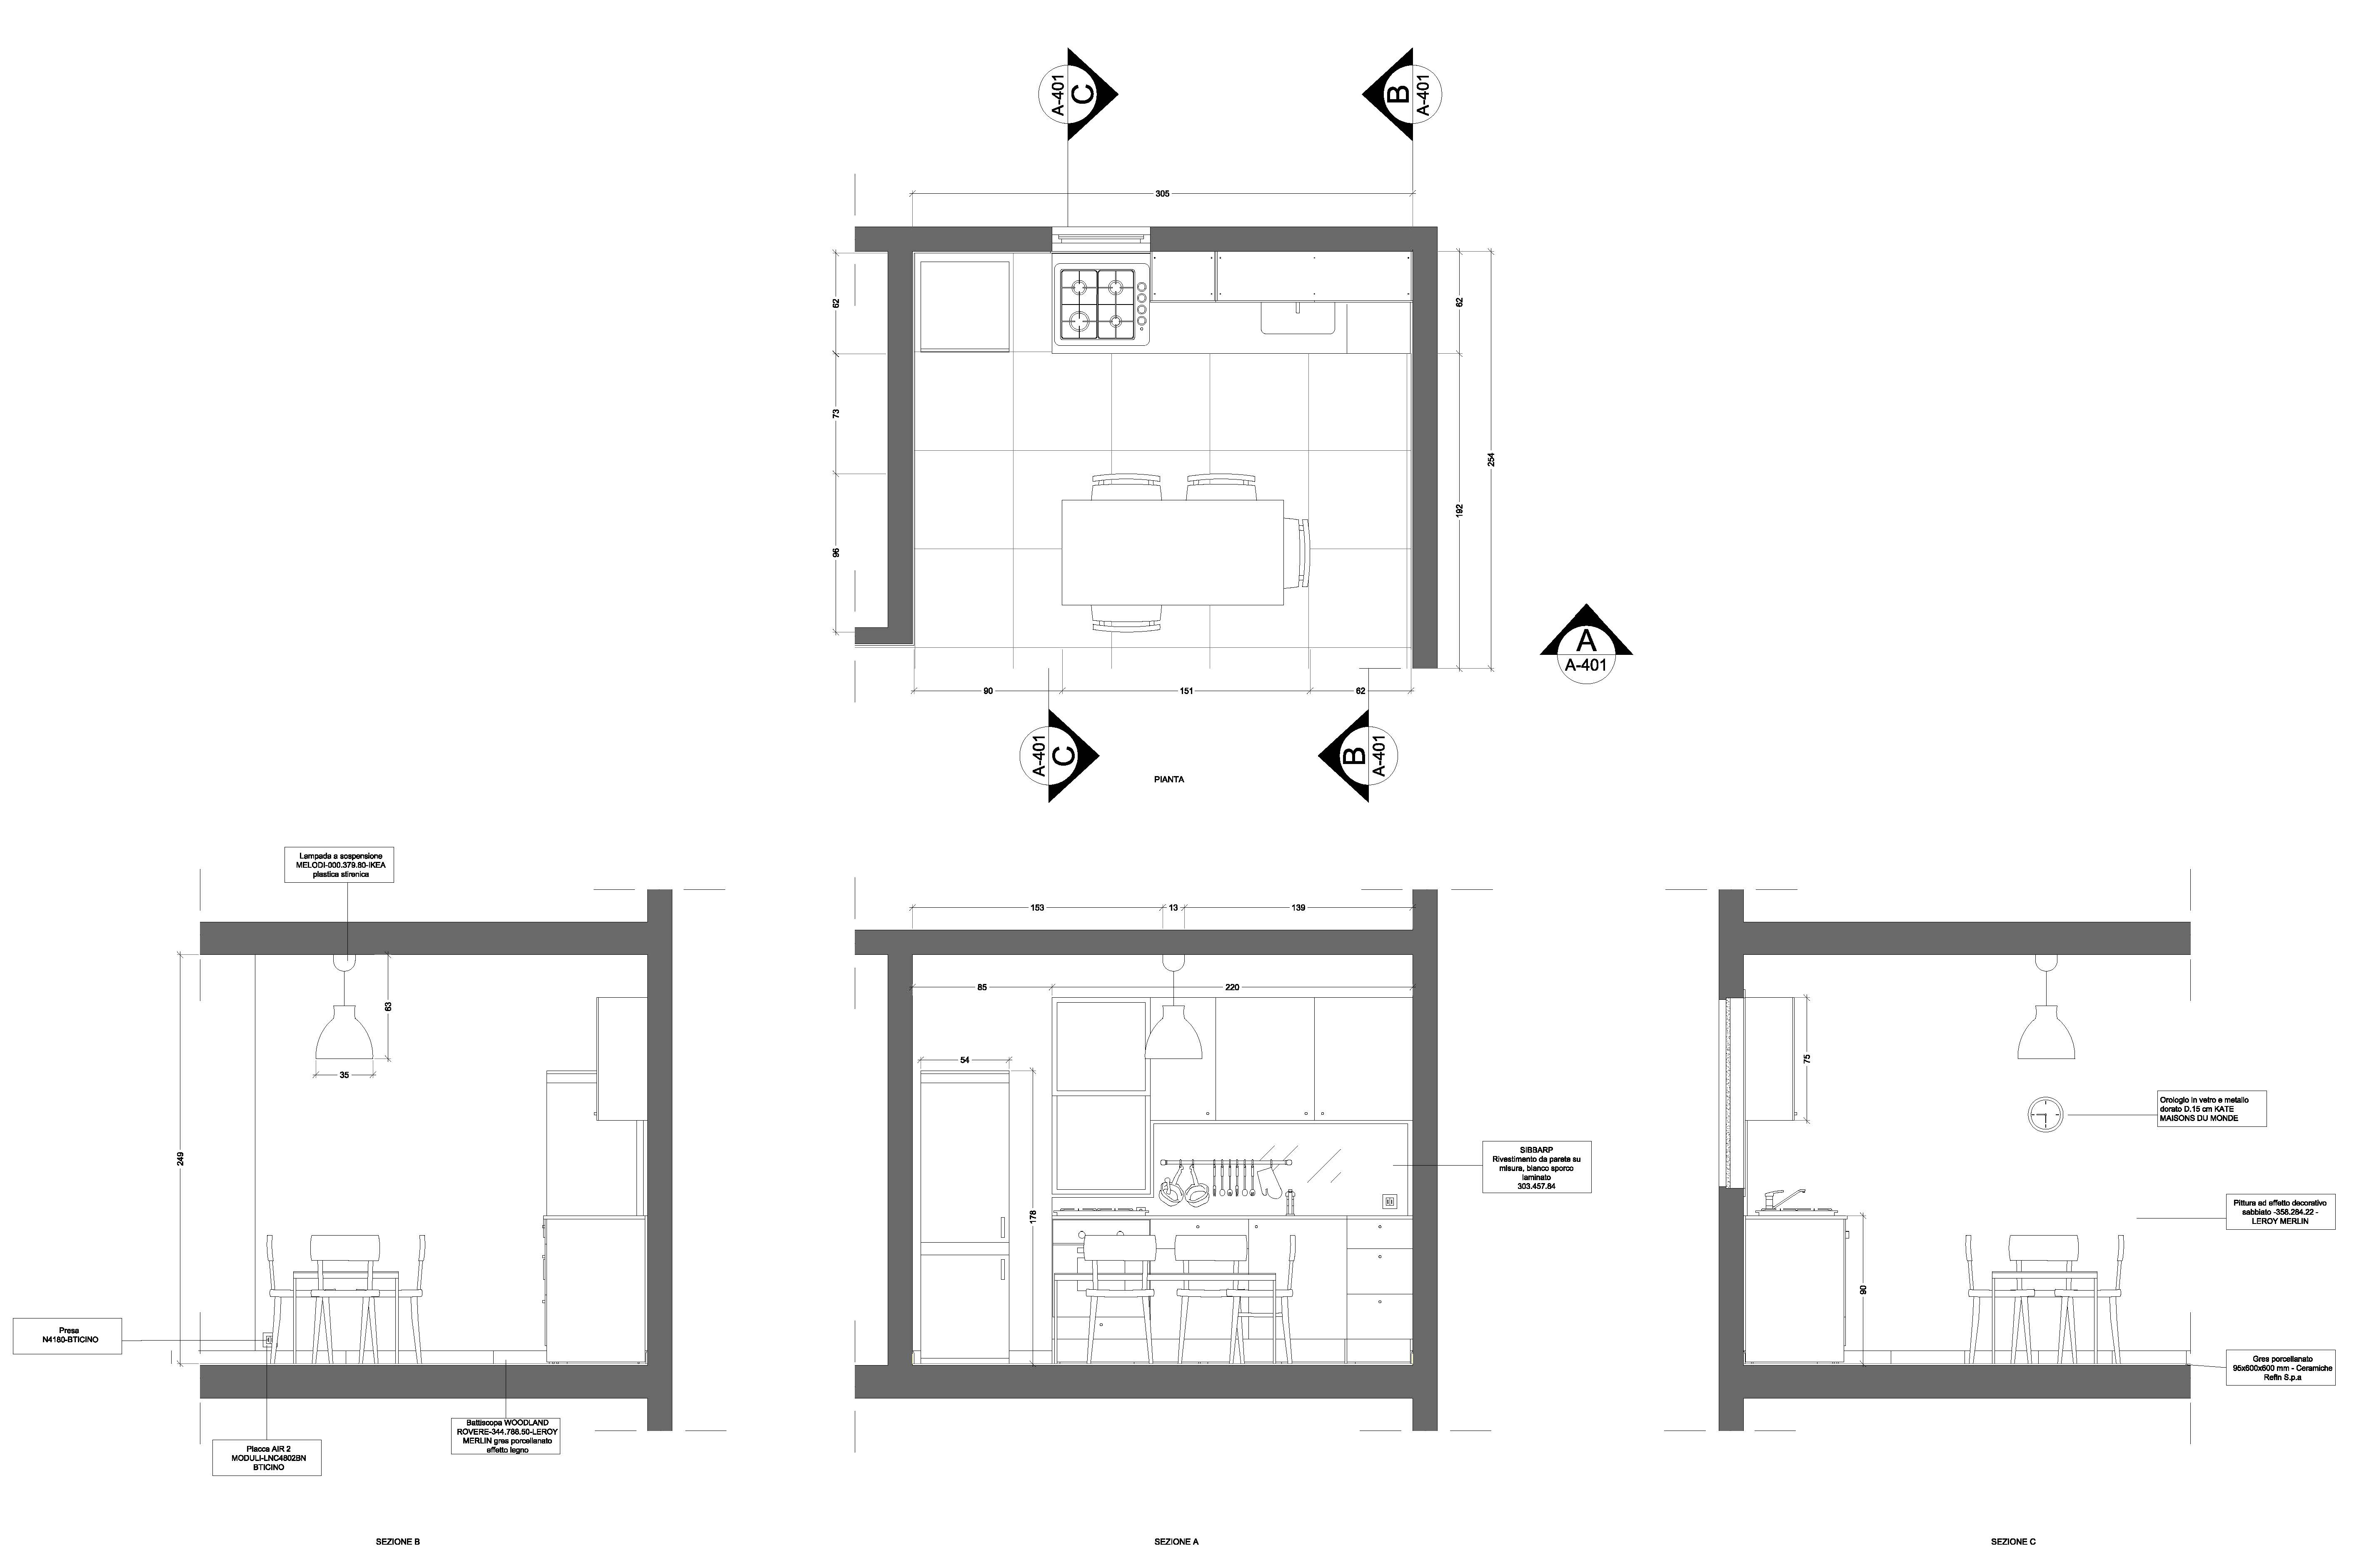 A-401
C
B
A-401
305
62
73
96
62
192
254
A
A-401
90
151
62
A-401
C
B
A-401
PIANTA
Lampada a sospensione
MELODI-000.379.80-IKEA
plastica stirenica
63
35
249
Presa
N4180-BTICINO
Placca AIR 2
MODULI-LNC4802BN
BTICINO
Battiscopa WOODLAND
ROVERE-344.788.50-LEROY
MERLIN gres porcellanato
effetto legno
SEZIONE B
153
13
139
85
220
54
178
SIBBARP
Rivestimento da parete su
misura, bianco sporco
laminato
303.457.84
SEZIONE A
75
90
Orologio in vetro e metallo
dorato D.15 cm KATE
MAISONS DU MONDE
Pittura ad effetto decorativo
sabbiato -358.284.22 -
LEROY MERLIN
Gres porcellanato
95x600x600 mm - Ceramiche
Refin S.p.a
SEZIONE C